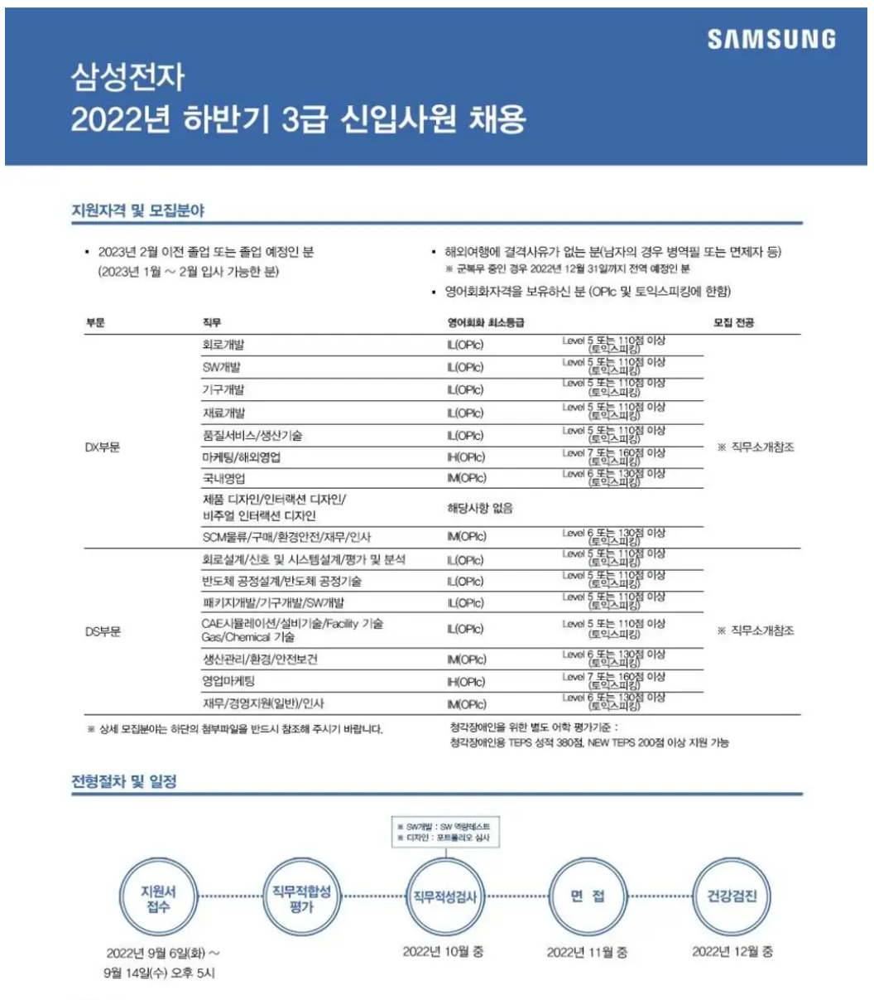 SAMSUNG
삼성전자
2022년 하반기 3급 신입사원 채용
지원자격 및 모집분야
▪ 2023년 2월 이전 졸업 또는 졸업 예정인 분
(2023년 1월 ～ 2월 입사 가능한 분)
▪ 해외여행에 결격사유가 없는 분(남자의 경우 병역필 또는 면제자 등)
※ 군복무 중인 경우 2022년 12월 31일까지 전역 예정인 분
▪ 영어회화자격을 보유하신 분 (OPIc 및 토익스피킹에 한함)
부문 직무 영어회화 최소등급 모집 전공
회로개발 IL(OPIc) Level 5 또는 110점 이상
(토익스피킹)
SW개발 IL(OPIc) Level 5 또는 110점 이상
(토익스피킹)
기구개발 IL(OPIc) Level 5 또는 110점 이상
(토익스피킹)
재료개발 IL(OPIc) Level 5 또는 110점 이상
(토익스피킹)
품질서비스/생산기술 IL(OPIc) Level 5 또는 110점 이상
(토익스피킹)
DX부문 ※ 직무소개참조
마케팅/해외영업 IH(OPIc) Level 7 또는 160점 이상
(토익스피킹)
국내영업 IM(OPIc) Level 6 또는 130점 이상
(토익스피킹)
제품 디자인/인터랙션 디자인/
비주얼 인터랙션 디자인 해당사항 없음
SCM물류/구매/환경안전/재무/인사 IM(OPIc) Level 6 또는 130점 이상
(토익스피킹)
회로설계/신호 및 시스템설계/평가 및 분석 IL(OPIc) Level 5 또는 110점 이상
(토익스피킹)
반도체 공정설계/반도체 공정기술 IL(OPIc) Level 5 또는 110점 이상
(토익스피킹)
패키지개발/기구개발/SW개발 IL(OPIc) Level 5 또는 110점 이상
(토익스피킹)
DS부문 ※ 직무소개참조
CAE시뮬레이션/설비기술/Facility 기술
Gas/Chemical 기술 IL(OPIc) Level 5 또는 110점 이상
(토익스피킹)
생산관리/환경/안전보건 IM(OPIc) Level 6 또는 130점 이상
(토익스피킹)
영업마케팅 IH(OPIc) Level 7 또는 160점 이상
(토익스피킹)
재무/경영지원(일반)/인사 IM(OPIc) Level 6 또는 130점 이상
(토익스피킹)
※ 상세 모집분야는 하단의 첨부파일을 반드시 참조해 주시기 바랍니다.
청각장애인을 위한 별도 어학 평가기준 :
청각장애인용 TEPS 성적 380점, NEW TEPS 200점 이상 지원 가능
전형절차 및 일정
※ SW개발 : SW 역량테스트
※ 디자인 : 포트폴리오 심사
지원서
접수
직무적합성
평가
직무적성검사
면 접
건강검진
2022년 9월 6일(화) ～
9월 14일(수) 오후 5시
2022년 10월 중
2022년 11월 중
2022년 12월 중